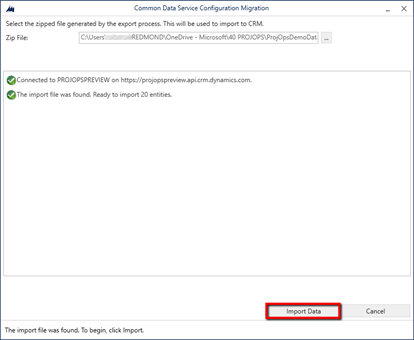 Common Data Service Configuration Migration
Select the zipped file generated by the export process. This will be used to import to CRM.
Zip File: C:\Users\ REDMOND\OneDrive - Microsoft\40 PROJOPS\ProjOpsDemoDat ...
Connected to PROJOPSPREVIEW on https://projopspreview.api.crm.dynamics.com.
The import file was found. Ready to import 20 entities.
Import Data Cancel
The import file was found. To begin, click Import.